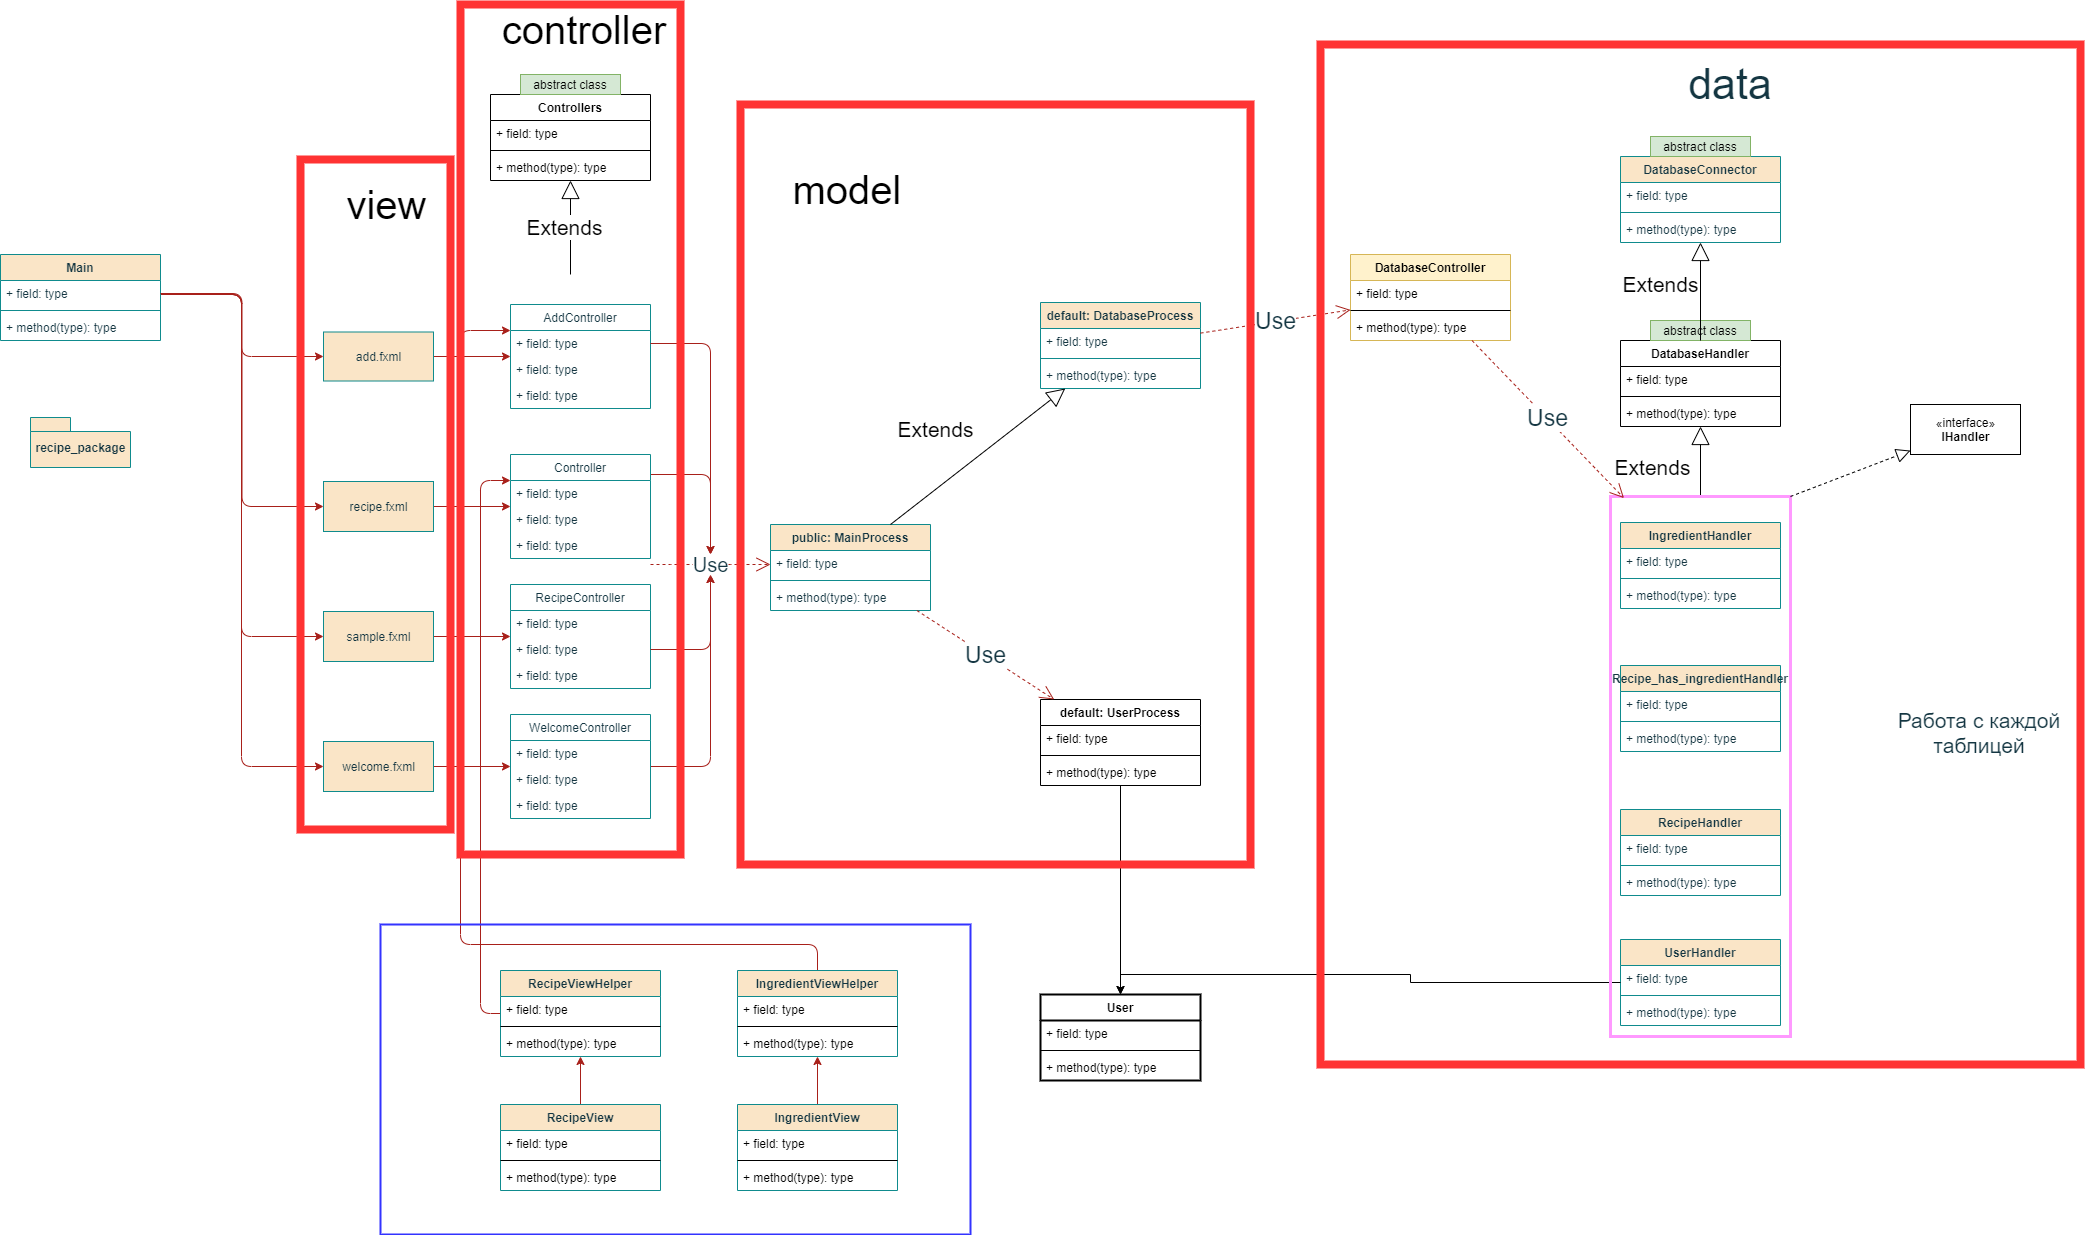 controller
abstract class
Controllers
+ field: type
+ method(type): type
Extends
view
Main
+ field: type
+ method(type): type
recipe_package
add.fxml
recipe.fxml
sample.fxml
welcome.fxml
AddController
+ field: type
+ field: type
+ field: type
Controller
+ field: type
+ field: type
+ field: type
RecipeController
+ field: type
+ field: type
+ field: type
WelcomeController
+ field: type
+ field: type
+ field: type
Use
model
default: DatabaseProcess
+ field: type
+ method(type): type
Extends
public: MainProcess
+ field: type
+ method(type): type
Use
default: UserProcess
+ field: type
+ method(type): type
Use
data
abstract class
DatabaseConnector
+ field: type
+ method(type): type
Extends
DatabaseController
+ field: type
+ method(type): type
Use
abstract class
DatabaseHandler
+ field: type
+ method(type): type
Extends
«interface»
IHandler
IngredientHandler
+ field: type
+ method(type): type
Recipe_has_ingredientHandler
+ field: type
+ method(type): type
Работа с каждой
таблицей
RecipeHandler
+ field: type
+ method(type): type
UserHandler
+ field: type
+ method(type): type
User
+ field: type
+ method(type): type
RecipeViewHelper
+ field: type
+ method(type): type
IngredientViewHelper
+ field: type
+ method(type): type
RecipeView
+ field: type
+ method(type): type
IngredientView
+ field: type
+ method(type): type